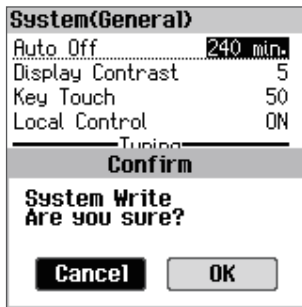 System(General)
Auto Off 240 min.
Display Contrast 5
Key Touch 50
Local Control ON
Tuning
Confirm
System Write
Are you sure?
Cancel OK